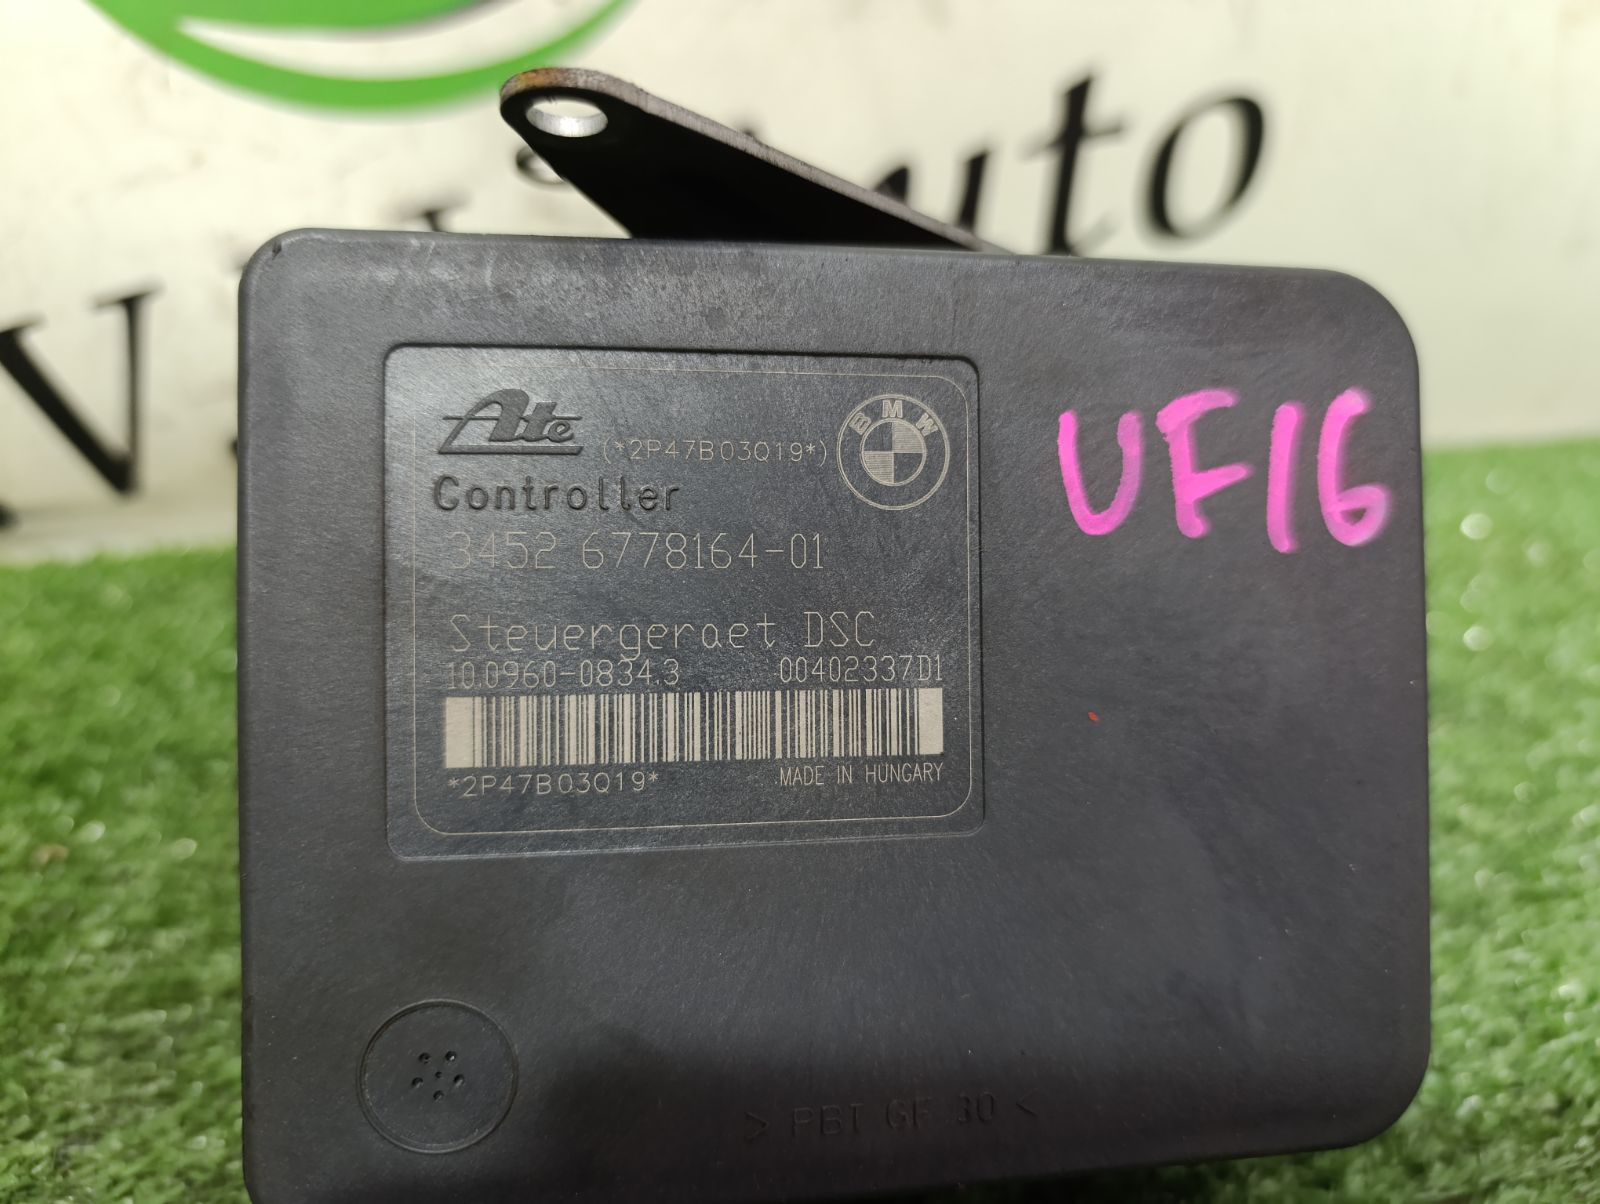 Auto
V
Ate (*2P47B03Q19*) BMW
UF16
Controller
3452 6778164-01
Steuergeraet DSC
10.0960-0834.3 00402337D1
*2P47B03Q19* MADE IN HUNGARY
> PBT GF 30 <